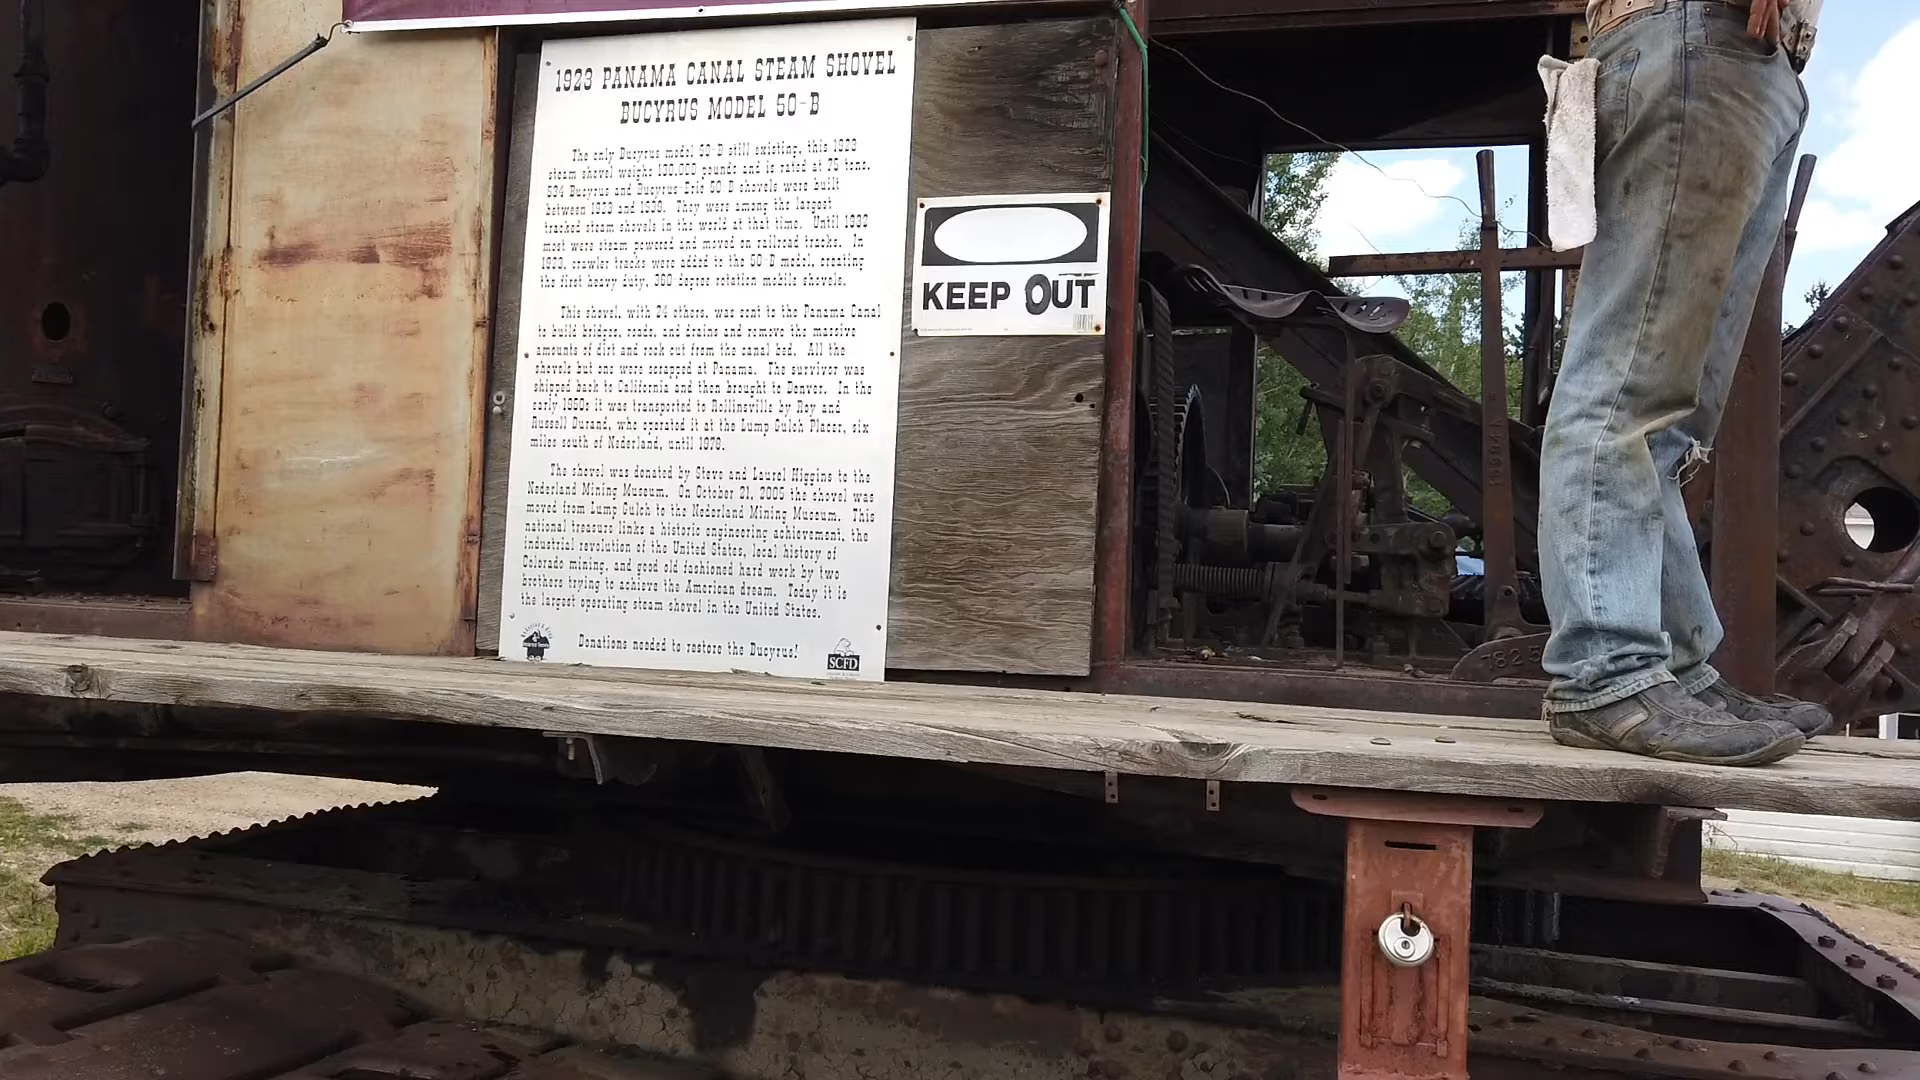 1923 PANAMA CANAL STEAM SHOVEL
BUCYRUS MODEL 50-B
The only Bucyrus model 50-B still existing, this 1923
steam shovel weighs 130,000 pounds and is rated at 75 tons.
534 Bucyrus and Bucyrus-Erie 50-B shovels were built
between 1923 and 1939. They were among the largest
tracked steam shovels in the world at that time. Until 1932
most were steam powered and moved on railroad tracks. In
1923, crawler tracks were added to the 50-B model, creating
the first heavy duty, 360 degree rotation mobile shovels.
This shovel, with 24 others, was sent to the Panama Canal
to build bridges, roads, and drains and remove the massive
amounts of dirt and rock cut from the canal bed. All the
shovels but one were scrapped at Panama. The survivor was
shipped back to California and then brought to Denver. In the
early 1950s it was transported to Rollinsville by Roy and
Russell Durand, who operated it at the Lump Gulch Placer, six
miles south of Nederland, until 1978.
The shovel was donated by Steve and Laurel Higgins to the
Nederland Mining Museum. On October 21, 2005 the shovel was
moved from Lump Gulch to the Nederland Mining Museum. This
national treasure links a historic engineering achievement, the
industrial revolution of the United States, local history of
Colorado mining, and good old fashioned hard work by two
brothers trying to achieve the American dream. Today it is
the largest operating steam shovel in the United States.
Donations needed to restore the Bucyrus!
SCFD
KEEP OUT
7825